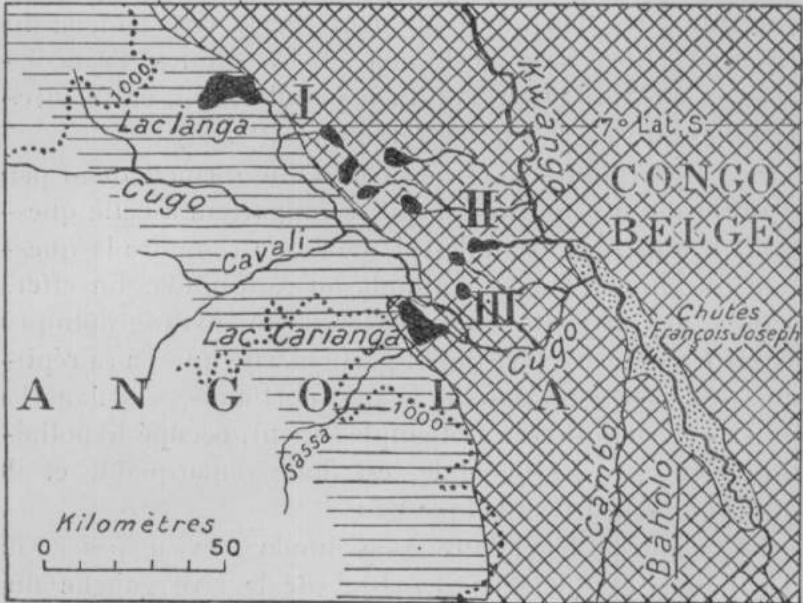 1000
Lac Ianga
I
Kwango
7° Lat. S.
CONGO
BELGE
Cugo
II
Cavali
Lac Carianga
III
Cugo
Chutes
François Joseph
ANGOLA
1000
Sassa
Cambo
Baholo
Kilomètres
0 50